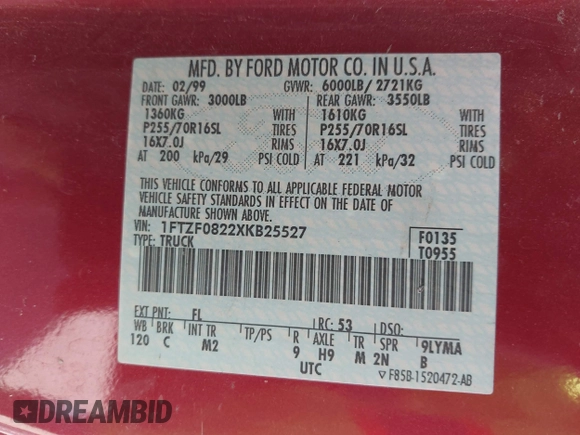 MFD. BY FORD MOTOR CO. IN U.S.A.
DATE: 02/99 GVWR: 6000LB/ 2721KG
FRONT GAWR: 3000LB REAR GAWR: 3550LB
1360KG WITH 1610KG WITH
P255/70R16SL TIRES P255/70R16SL TIRES
16X7.0J RIMS 16X7.0J RIMS
AT 200 kPa/29 PSI COLD AT 221 kPa/32 PSI COLD
THIS VEHICLE CONFORMS TO ALL APPLICABLE FEDERAL MOTOR
VEHICLE SAFETY STANDARDS IN EFFECT ON THE DATE OF
MANUFACTURE SHOWN ABOVE.
VIN: 1FTZF0822XKB25527 F0135
TYPE: TRUCK T0955
EXT PNT: FL RC: 53 DSO:
WB BRK INT TR TP/PS R AXLE TR SPR 9LYMA
120 C M2 9 H9 M 2N B
UTC ▽F85B-1520472-AB
DREAMBID